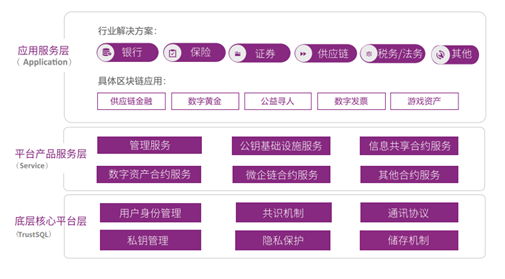 行业解决方案:
应用服务层
( Application)
银行 保险 证券 供应链 税务/法务 其他
具体区块链应用:
供应链金融 数字黄金 公益寻人 数字发票 游戏资产
平台产品服务层
(Service)
管理服务 公钥基础设施服务 信息共享合约服务
数字资产合约服务 微企链合约服务 其他合约服务
底层核心平台层
(TrustSQL)
用户身份管理 共识机制 通讯协议
私钥管理 隐私保护 储存机制